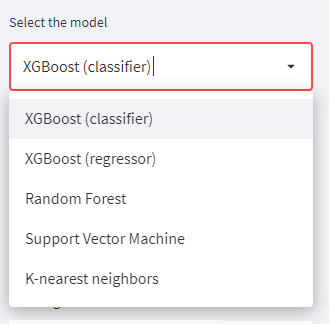 Select the model
XGBoost (classifier)
XGBoost (classifier)
XGBoost (regressor)
Random Forest
Support Vector Machine
K-nearest neighbors